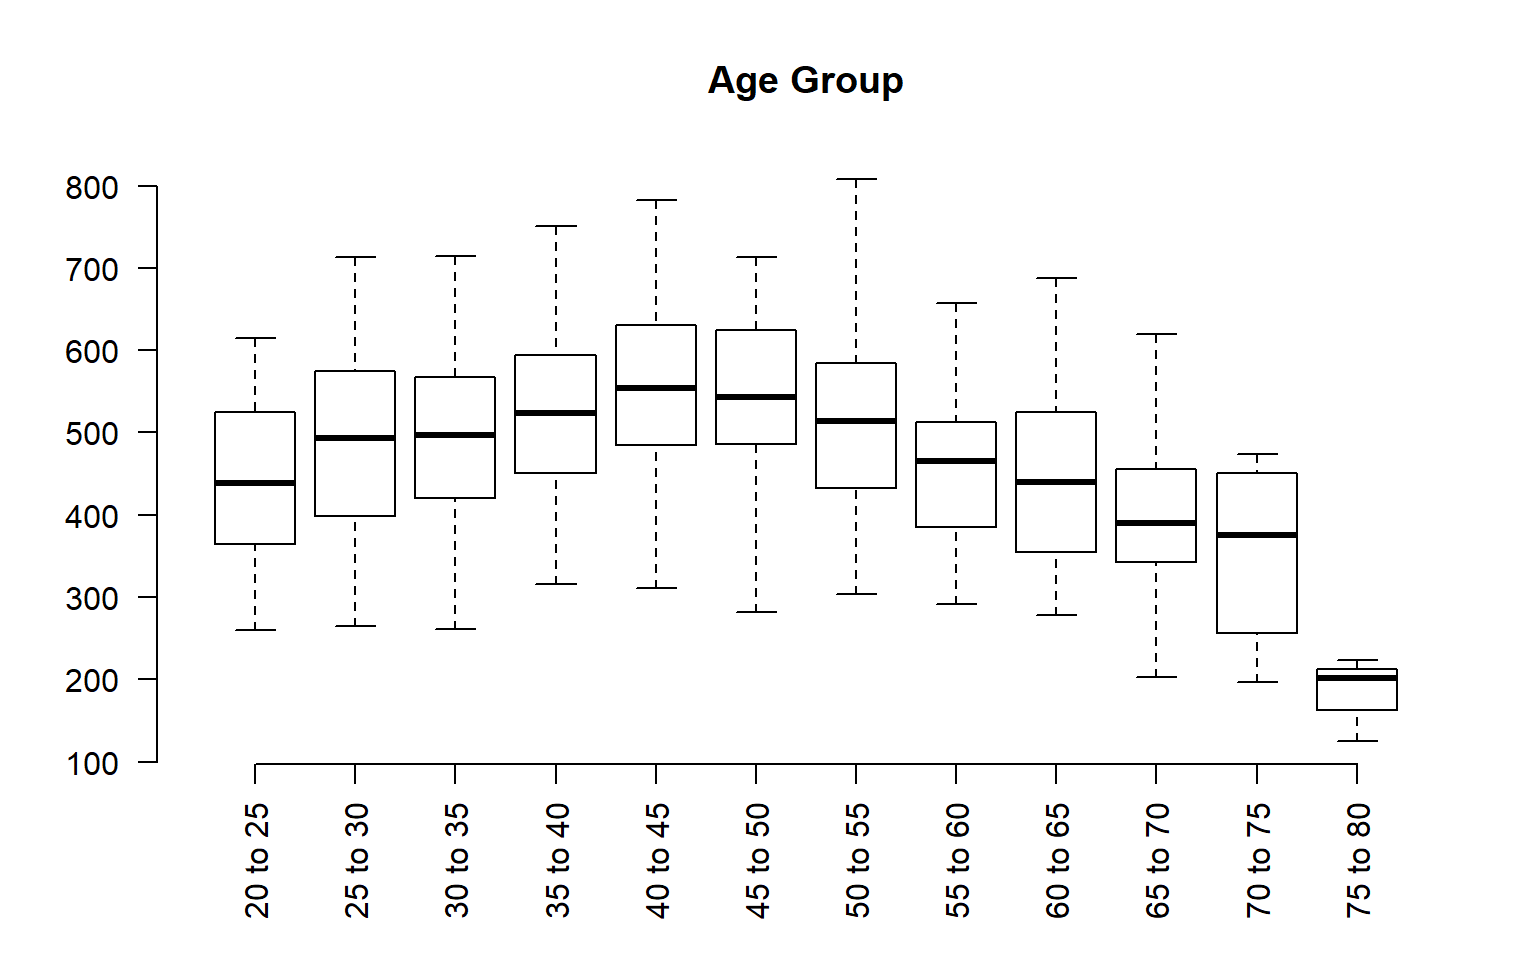 Age Group
800
700
600
500
400
300
200
100
20 to 25
25 to 30
30 to 35
35 to 40
40 to 45
45 to 50
50 to 55
55 to 60
60 to 65
65 to 70
70 to 75
75 to 80